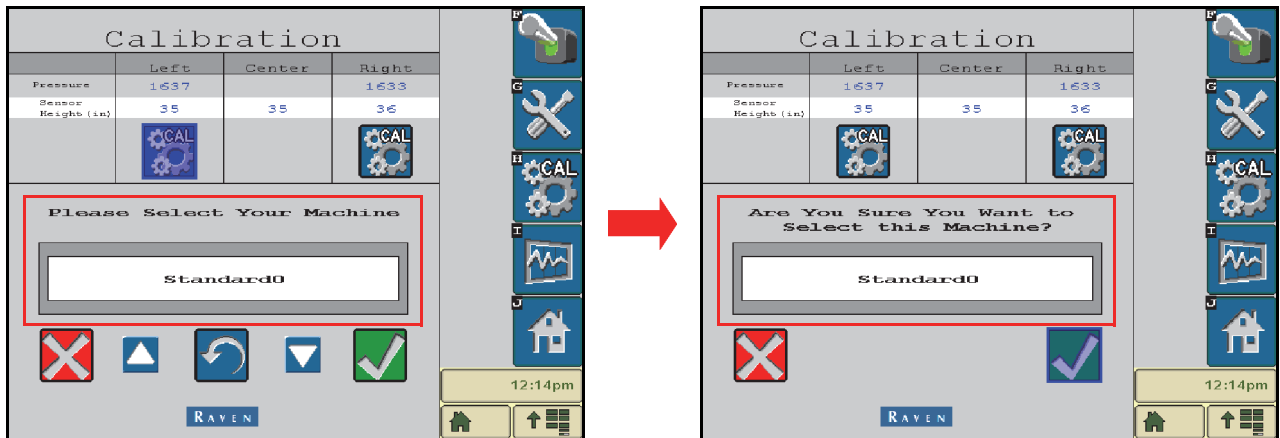 Calibration
Left Center Right
Pressure 1637 1633
Sensor
Height(in) 35 35 36
CAL CAL
Please Select Your Machine
Standard0
RAVEN
F
G
H
CAL
I
J
12:14pm
Calibration
Left Center Right
Pressure 1637 1633
Sensor
Height(in) 35 35 36
CAL CAL
Are You Sure You Want to
Select this Machine?
Standard0
RAVEN
F
G
H
CAL
I
J
12:14pm